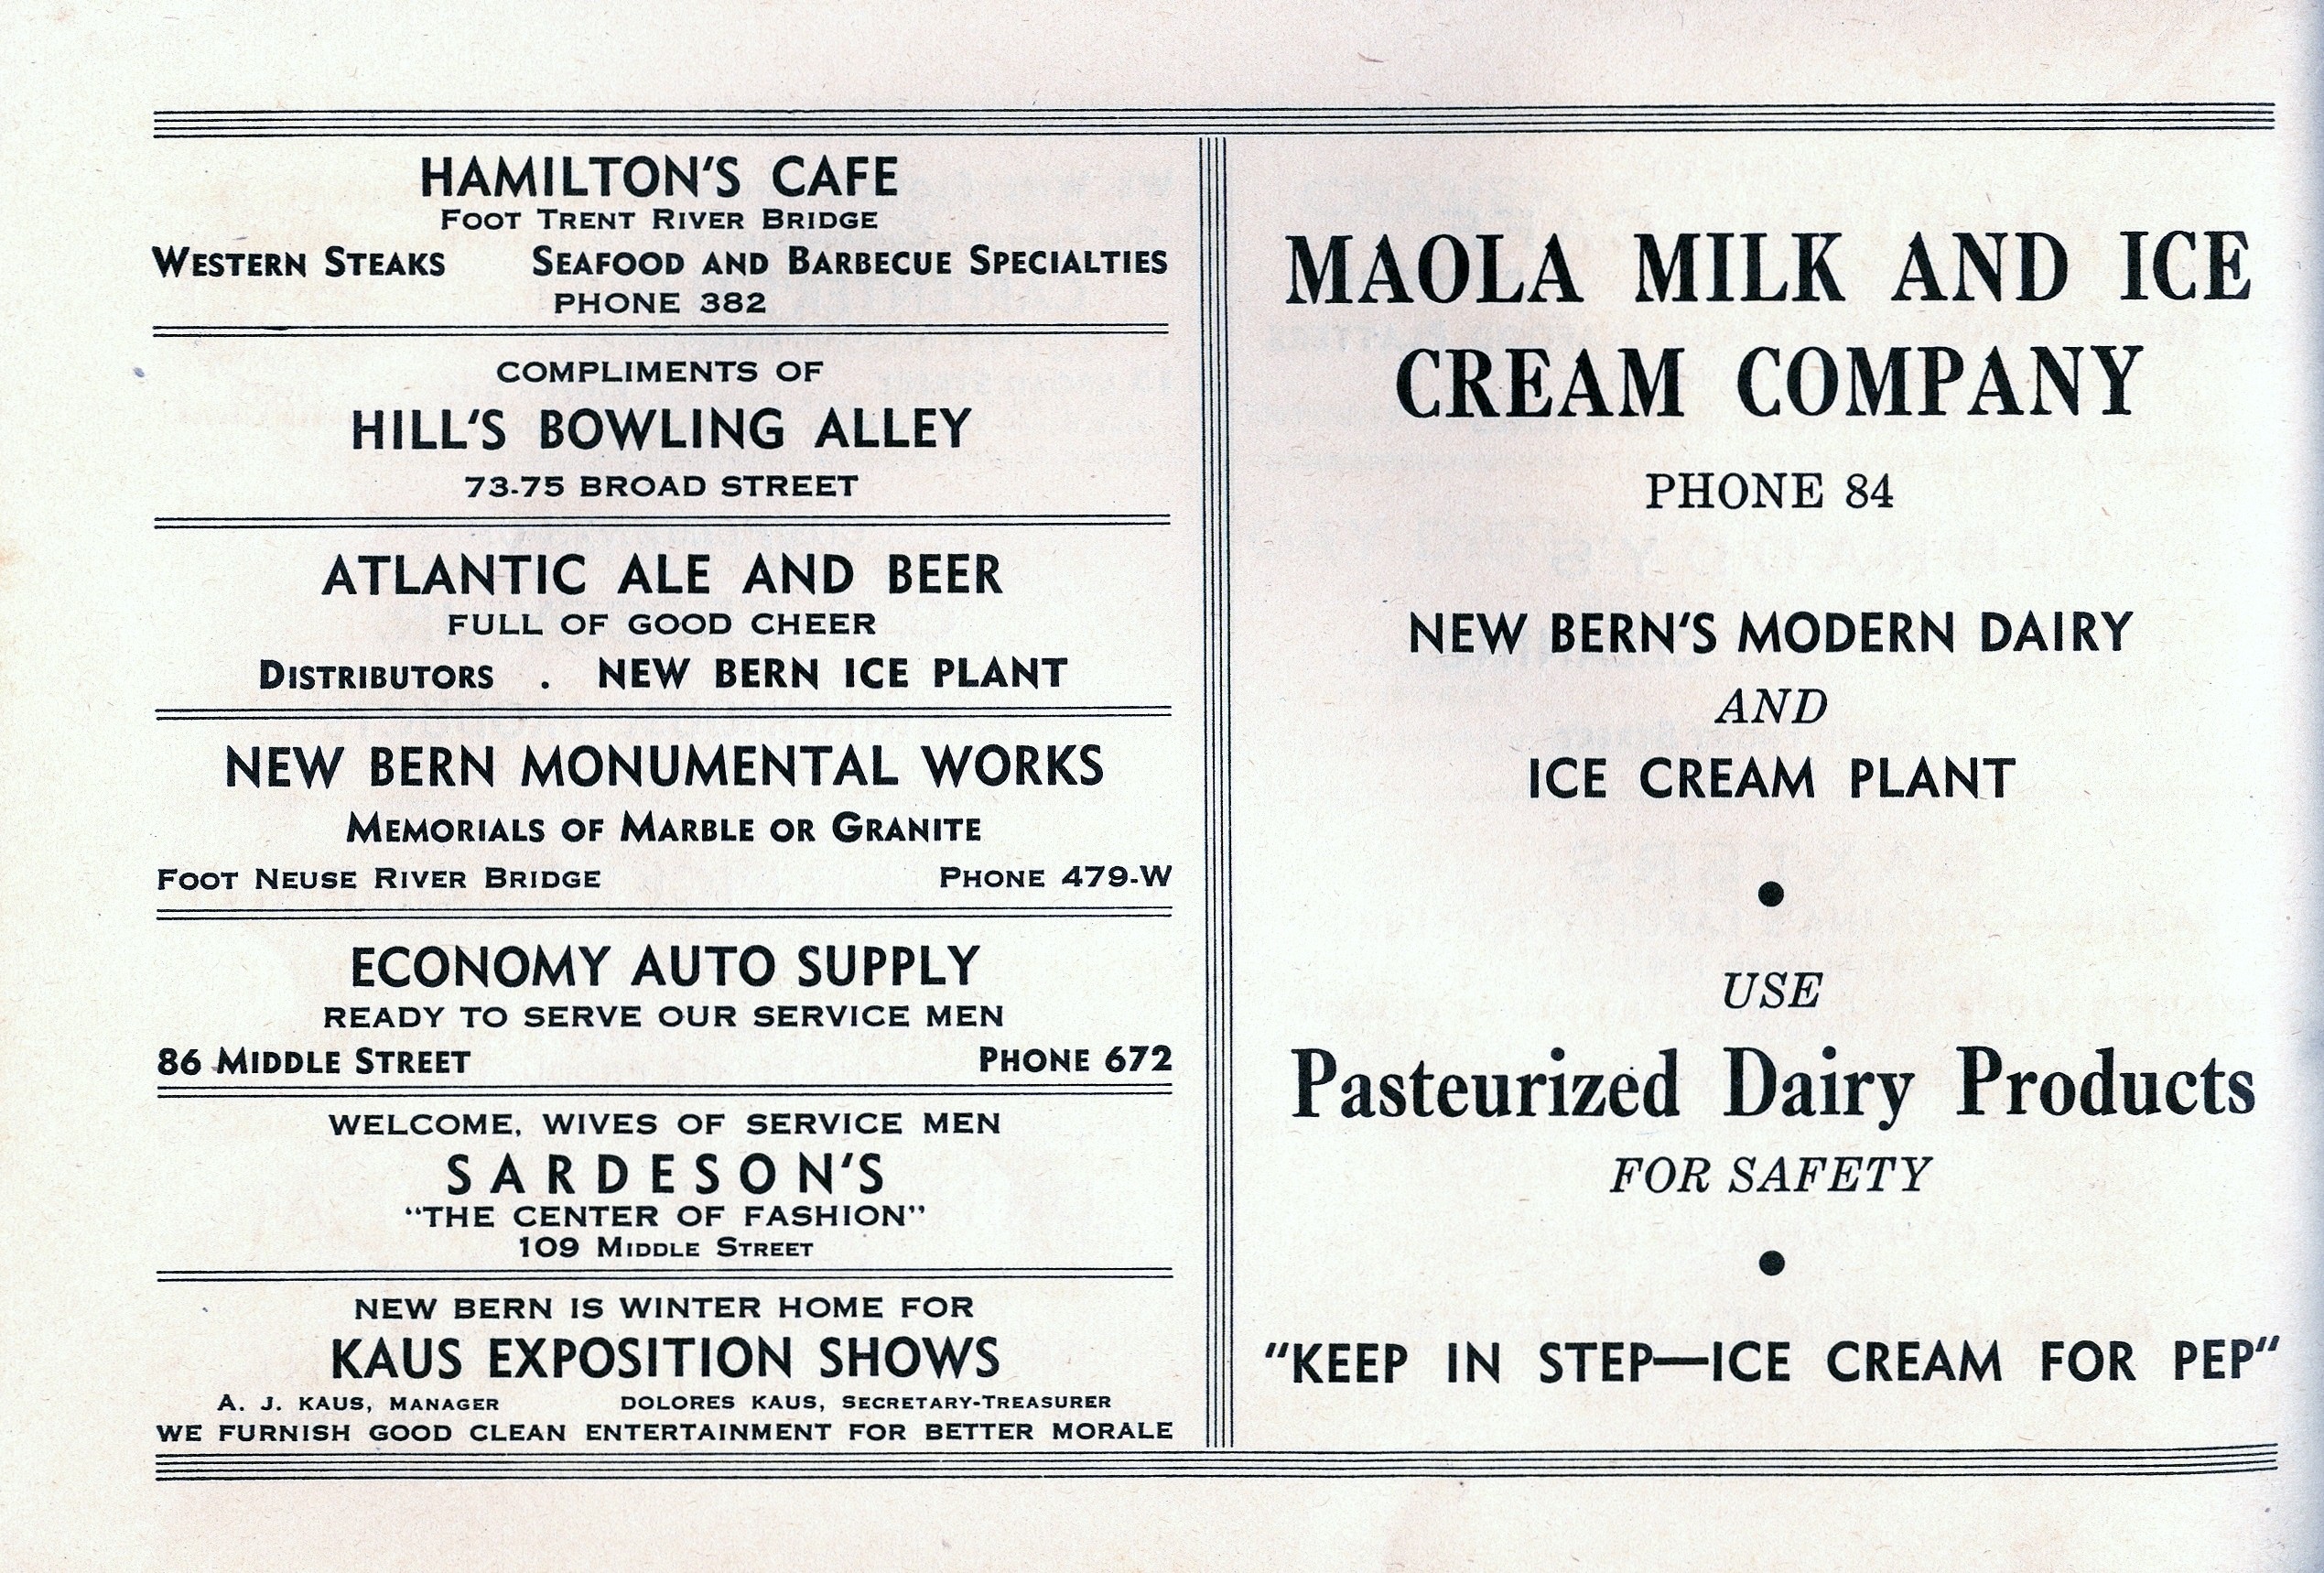 HAMILTON'S CAFE
FOOT TRENT RIVER BRIDGE
WESTERN STEAKS SEAFOOD AND BARBECUE SPECIALTIES
PHONE 382
COMPLIMENTS OF
HILL'S BOWLING ALLEY
73-75 BROAD STREET
ATLANTIC ALE AND BEER
FULL OF GOOD CHEER
DISTRIBUTORS . NEW BERN ICE PLANT
NEW BERN MONUMENTAL WORKS
MEMORIALS OF MARBLE OR GRANITE
FOOT NEUSE RIVER BRIDGE PHONE 479-W
ECONOMY AUTO SUPPLY
READY TO SERVE OUR SERVICE MEN
86 MIDDLE STREET PHONE 672
WELCOME, WIVES OF SERVICE MEN
SARDESON'S
"THE CENTER OF FASHION"
109 MIDDLE STREET
NEW BERN IS WINTER HOME FOR
KAUS EXPOSITION SHOWS
A. J. KAUS, MANAGER DOLORES KAUS, SECRETARY-TREASURER
WE FURNISH GOOD CLEAN ENTERTAINMENT FOR BETTER MORALE
MAOLA MILK AND ICE
CREAM COMPANY
PHONE 84
NEW BERN'S MODERN DAIRY
AND
ICE CREAM PLANT
USE
Pasteurized Dairy Products
FOR SAFETY
"KEEP IN STEP—ICE CREAM FOR PEP"